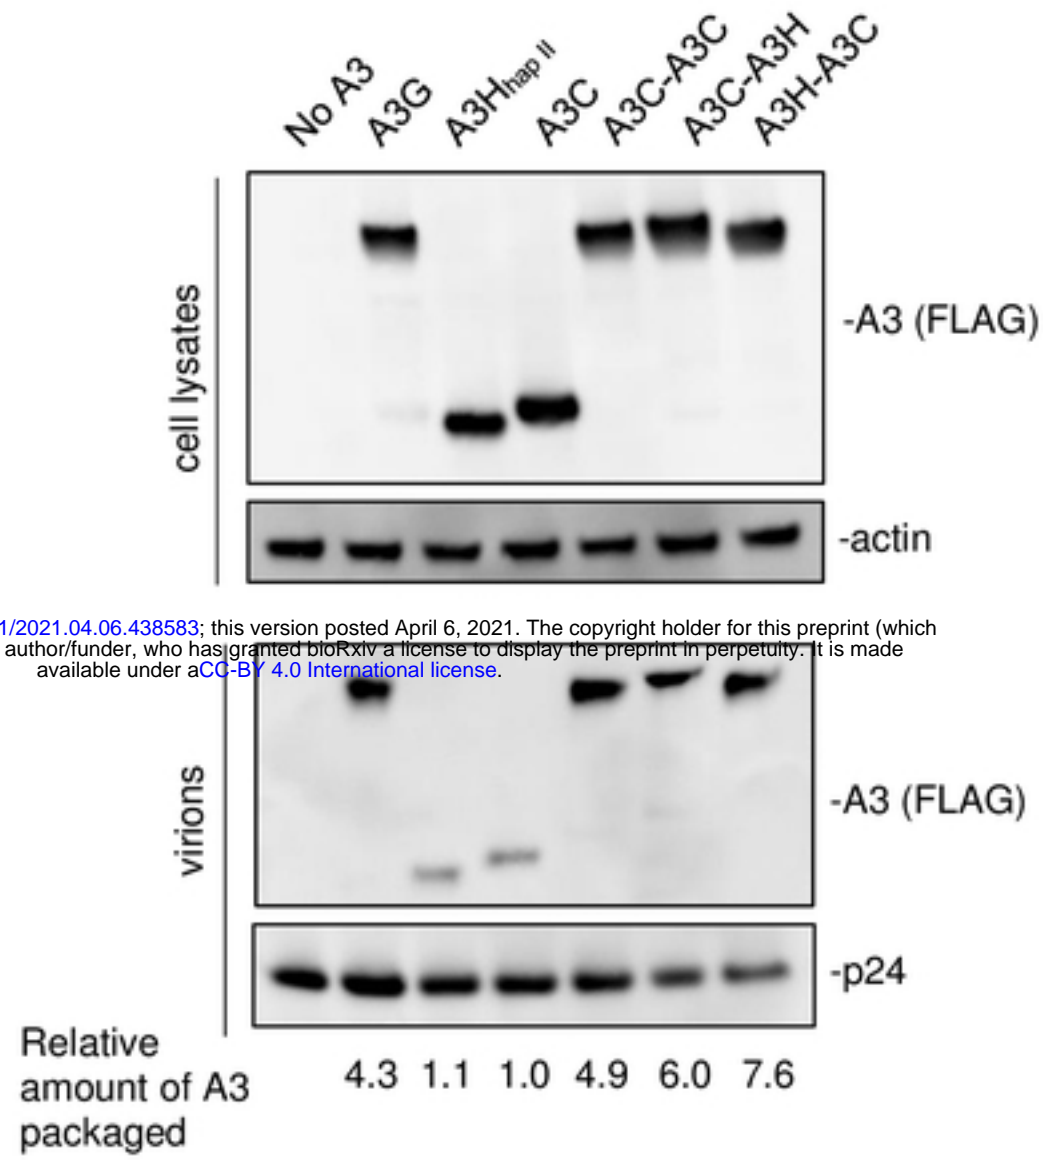 No A3
A3G
A3Hhap II
A3C
A3C-A3C
A3C-A3H
A3H-A3C
cell lysates
-A3 (FLAG)
-actin
1/2021.04.06.438583; this version posted April 6, 2021. The copyright holder for this preprint (which
author/funder, who has granted bioRxiv a license to display the preprint in perpetuity. It is made
available under aCC-BY 4.0 International license.
virions
-A3 (FLAG)
-p24
Relative
amount of A3
packaged
4.3 1.1 1.0 4.9 6.0 7.6